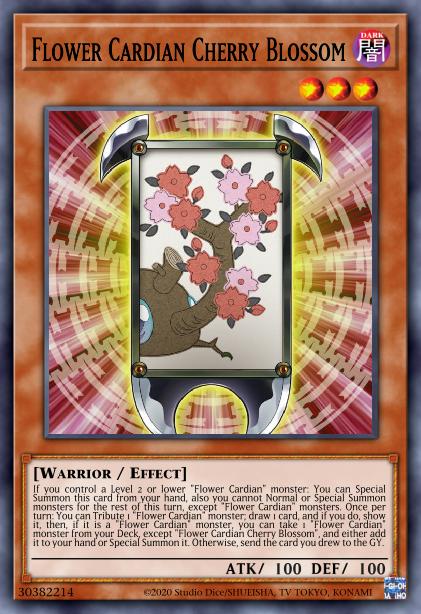 FLOWER CARDIAN CHERRY BLOSSOM
DARK
闇
[WARRIOR / EFFECT]
If you control a Level 2 or lower "Flower Cardian" monster: You can Special
Summon this card from your hand, also you cannot Normal or Special Summon
monsters for the rest of this turn, except "Flower Cardian" monsters. Once per
turn: You can Tribute 1 "Flower Cardian" monster; draw 1 card, and if you do, show
it, then, if it is a "Flower Cardian" monster, you can take 1 "Flower Cardian"
monster from your Deck, except "Flower Cardian Cherry Blossom", and either add
it to your hand or Special Summon it. Otherwise, send the card you drew to the GY.
ATK/ 100 DEF/ 100
30382214
©2020 Studio Dice/SHUEISHA, TV TOKYO, KONAMI